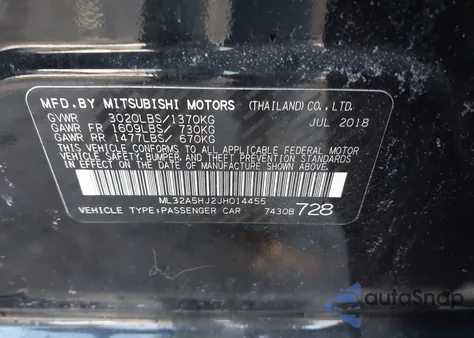 MFD.BY MITSUBISHI MOTORS (THAILAND) CO., LTD.
GVWR 3020LBS/1370KG JUL 2018
GAWR FR 1609LBS/ 730KG
GAWR RR 1477LBS/ 670KG
THIS VEHICLE CONFORMS TO ALL APPLICABLE FEDERAL MOTOR
VEHICLE SAFETY, BUMPER, AND THEFT PREVENTION STANDARDS
IN EFFECT ON THE DATE OF MANUFACTURE SHOWN ABOVE.
ML32A5HJ2JH014455
VEHICLE TYPE:PASSENGER CAR 7430B 728
autoSnap